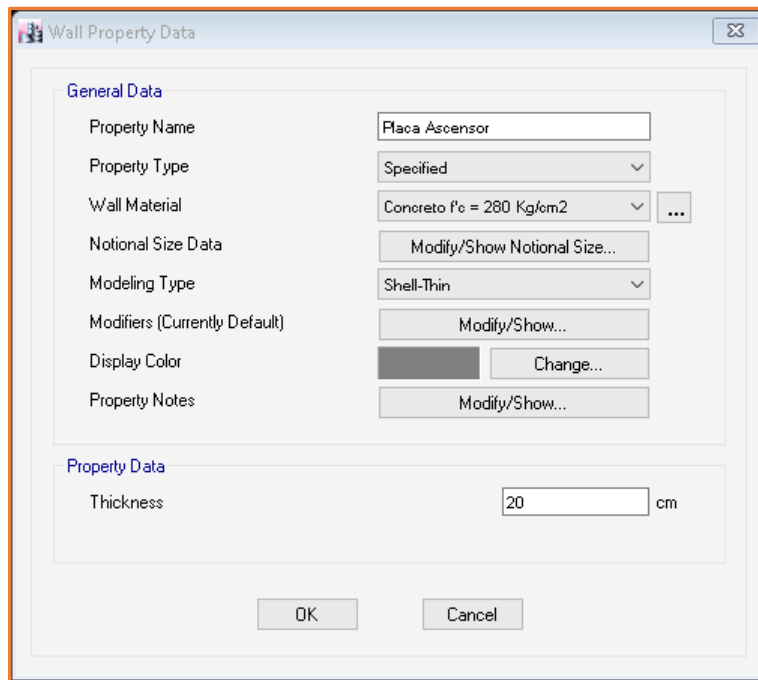 Wall Property Data
General Data
Property Name Placa Ascensor
Property Type Specified
Wall Material Concreto f'c = 280 Kg/cm2 ...
Notional Size Data Modify/Show Notional Size...
Modeling Type Shell-Thin
Modifiers (Currently Default) Modify/Show...
Display Color Change...
Property Notes Modify/Show...
Property Data
Thickness 20 cm
OK Cancel